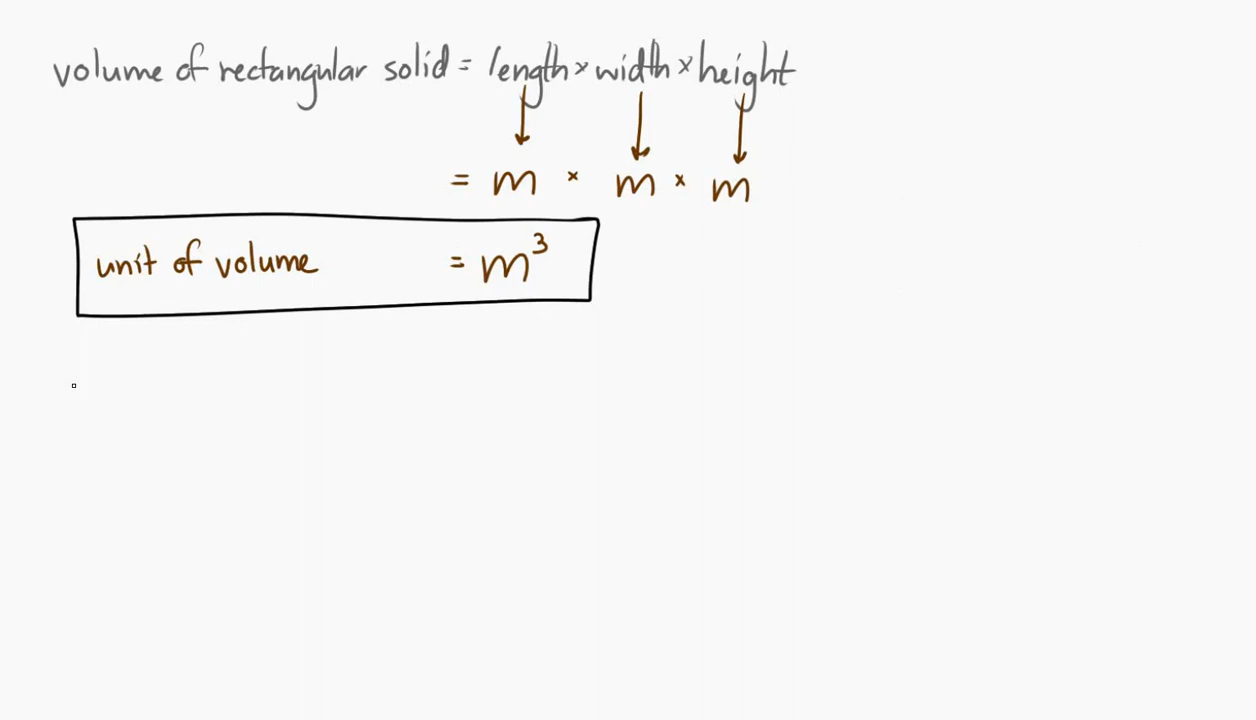 volume of rectangular solid = length × width × height
= m × m × m
unit of volume = m³